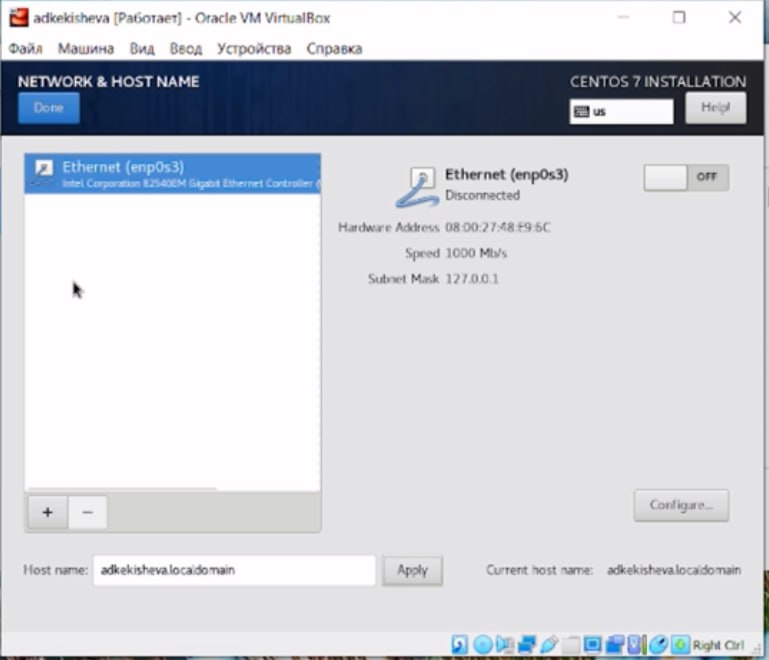 adkekisheva [Работает] - Oracle VM VirtualBox
Файл Машина Вид Ввод Устройства Справка
NETWORK & HOST NAME
CENTOS 7 INSTALLATION
Done
us
Help!
Ethernet (enp0s3)
Intel Corporation 82540EM Gigabit Ethernet Controller (
Ethernet (enp0s3)
Disconnected
OFF
Hardware Address 08:00:27:48:E9:6C
Speed 1000 Mb/s
Subnet Mask 127.0.0.1
+ −
Configure...
Host name: adkekisheva.localdomain
Apply
Current host name: adkekisheva.localdomain
Right Ctrl